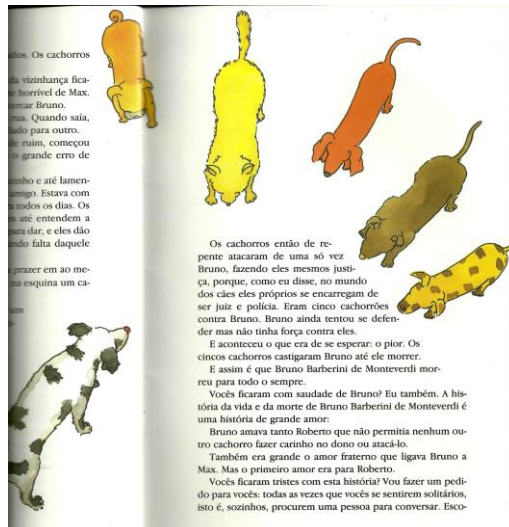 dios. Os cachorros
da vizinhança fica-
e horrível de Max.
ercar Bruno.
rua. Quando saía,
lado para outro.
de ruim, começou
o grande erro de
inho e até lamen-
amigo. Estava com
a todos os dias. Os
s até entendem a
para dar, e eles dão
ndo falta daquele
prazer em ao me-
na esquina um ca-
um
Os cachorros então de re-
pente atacaram de uma só vez
Bruno, fazendo eles mesmos justi-
ça, porque, como eu disse, no mundo
dos cães eles próprios se encarregam de
ser juiz e polícia. Eram cinco cachorrões
contra Bruno. Bruno ainda tentou se defen-
der mas não tinha força contra eles.
E aconteceu o que era de se esperar: o pior. Os
cincos cachorros castigaram Bruno até ele morrer.
E assim é que Bruno Barberini de Monteverdi mor-
reu para todo o sempre.
Vocês ficaram com saudade de Bruno? Eu também. A his-
tória da vida e da morte de Bruno Barberini de Monteverdi é
uma história de grande amor:
Bruno amava tanto Roberto que não permitia nenhum ou-
tro cachorro fazer carinho no dono ou atacá-lo.
Também era grande o amor fraterno que ligava Bruno a
Max. Mas o primeiro amor era para Roberto.
Vocês ficaram tristes com esta história? Vou fazer um pedi-
do para vocês: todas as vezes que vocês se sentirem solitários,
isto é, sozinhos, procurem uma pessoa para conversar. Esco-